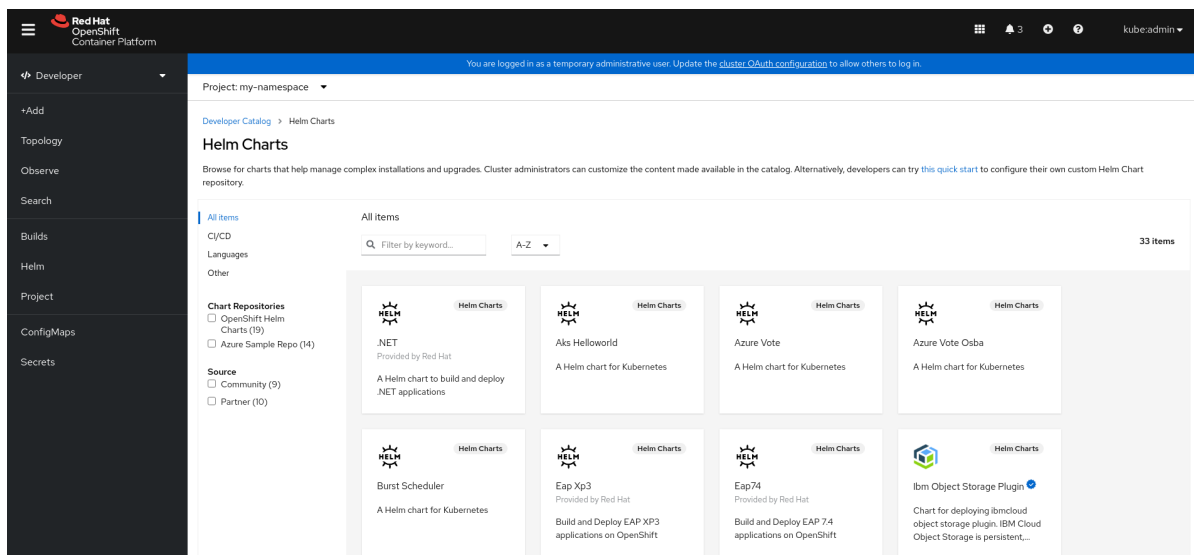 Red Hat
OpenShift
Container Platform
3
kube:admin
Developer
You are logged in as a temporary administrative user. Update the cluster OAuth configuration to allow others to log in.
Project: my-namespace
+Add
Topology
Observe
Search
Builds
Helm
Project
ConfigMaps
Secrets
Developer Catalog > Helm Charts
Helm Charts
Browse for charts that help manage complex installations and upgrades. Cluster administrators can customize the content made available in the catalog. Alternatively, developers can try this quick start to configure their own custom Helm Chart
repository.
All items
CI/CD
Languages
Other
Chart Repositories
OpenShift Helm
Charts (19)
Azure Sample Repo (14)
Source
Community (9)
Partner (10)
All items
Filter by keyword...
A-Z
33 items
HELM
Helm Charts
.NET
Provided by Red Hat
A Helm chart to build and deploy
.NET applications
HELM
Helm Charts
Aks Helloworld
A Helm chart for Kubernetes
HELM
Helm Charts
Azure Vote
A Helm chart for Kubernetes
HELM
Helm Charts
Azure Vote Osba
A Helm chart for Kubernetes
HELM
Helm Charts
Burst Scheduler
A Helm chart for Kubernetes
HELM
Helm Charts
Eap Xp3
Provided by Red Hat
Build and Deploy EAP XP3
applications on OpenShift
HELM
Helm Charts
Eap74
Provided by Red Hat
Build and Deploy EAP 7.4
applications on OpenShift
Helm Charts
Ibm Object Storage Plugin
Chart for deploying ibmcloud
object storage plugin. IBM Cloud
Object Storage is persistent,...